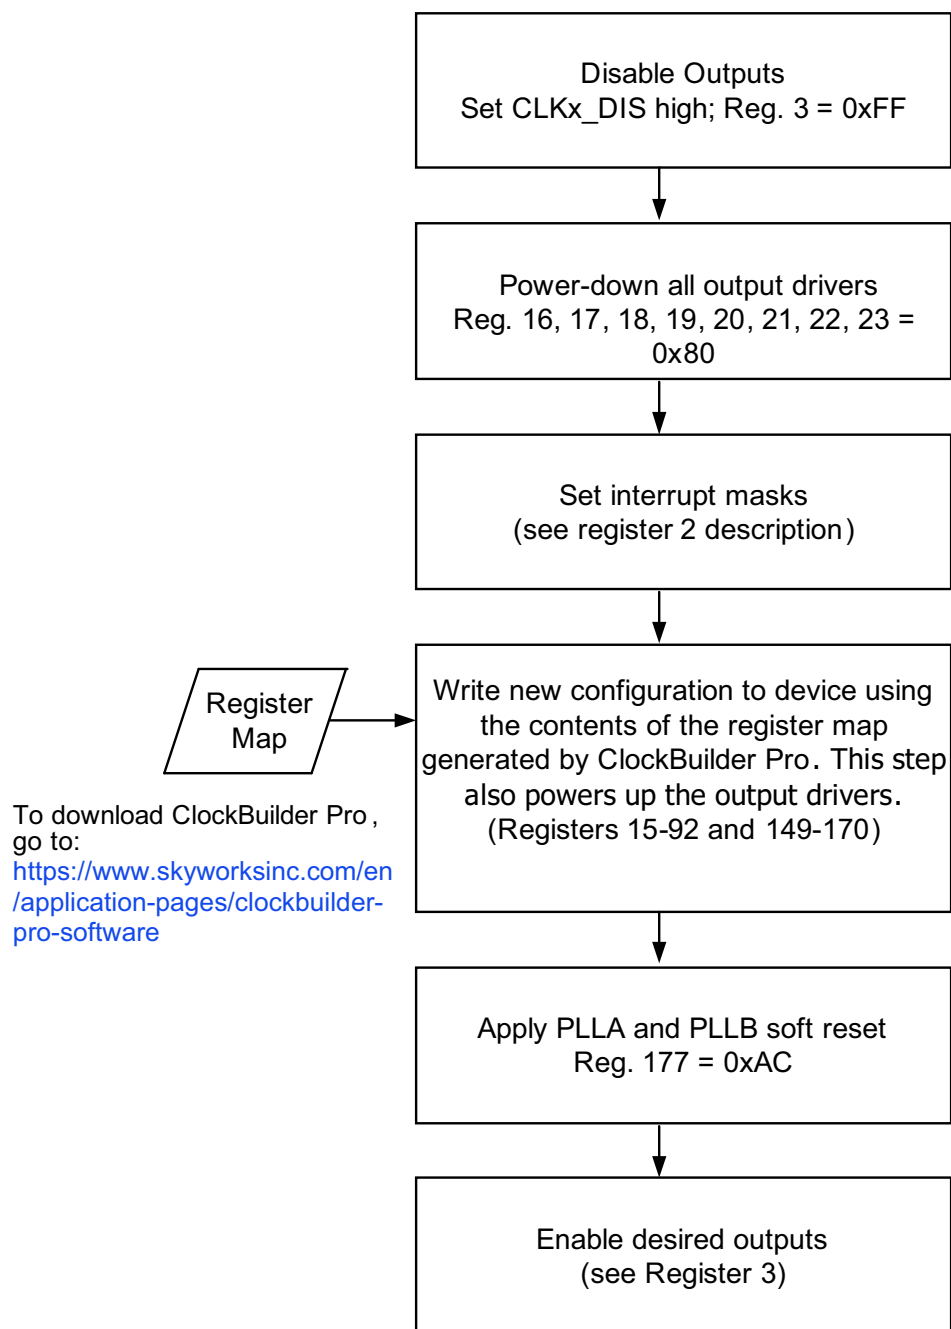 Disable Outputs
Set CLKx_DIS high; Reg. 3 = 0xFF
Power-down all output drivers
Reg. 16, 17, 18, 19, 20, 21, 22, 23 =
0x80
Set interrupt masks
(see register 2 description)
Register
Map
Write new configuration to device using
the contents of the register map
generated by ClockBuilder Pro. This step
also powers up the output drivers.
(Registers 15-92 and 149-170)
To download ClockBuilder Pro,
go to:
https://www.skyworksinc.com/en
/application-pages/clockbuilder-
pro-software
Apply PLLA and PLLB soft reset
Reg. 177 = 0xAC
Enable desired outputs
(see Register 3)